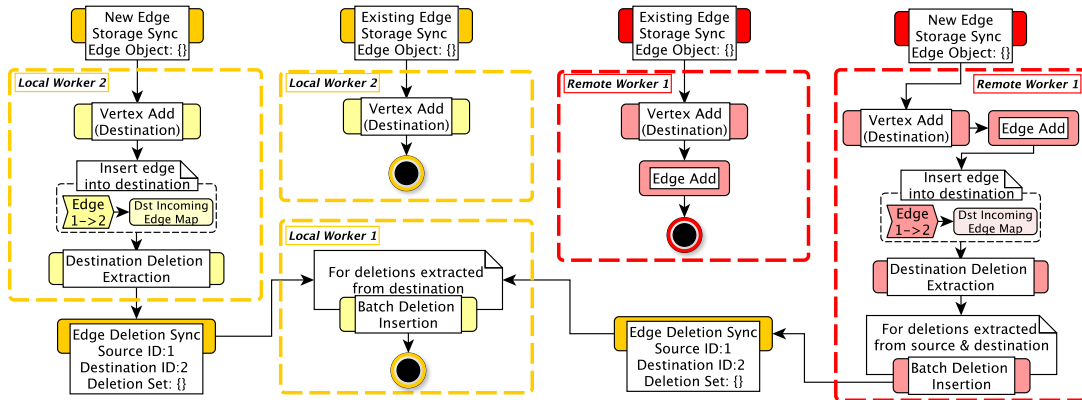 New Edge
Storage Sync
Edge Object: {}
Local Worker 2
Vertex Add
(Destination)
Insert edge
into destination
Edge
1->2
Dst Incoming
Edge Map
Destination Deletion
Extraction
Edge Deletion Sync
Source ID:1
Destination ID:2
Deletion Set: {}
Existing Edge
Storage Sync
Edge Object: {}
Local Worker 2
Vertex Add
(Destination)
Local Worker 1
For deletions extracted
from destination
Batch Deletion
Insertion
Existing Edge
Storage Sync
Edge Object: {}
Remote Worker 1
Vertex Add
(Destination)
Edge Add
Edge Deletion Sync
Source ID:1
Destination ID:2
Deletion Set: {}
New Edge
Storage Sync
Edge Object: {}
Remote Worker 1
Vertex Add
(Destination)
Edge Add
Insert edge
into destination
Edge
1->2
Dst Incoming
Edge Map
Destination Deletion
Extraction
For deletions extracted
from source & destination
Batch Deletion
Insertion